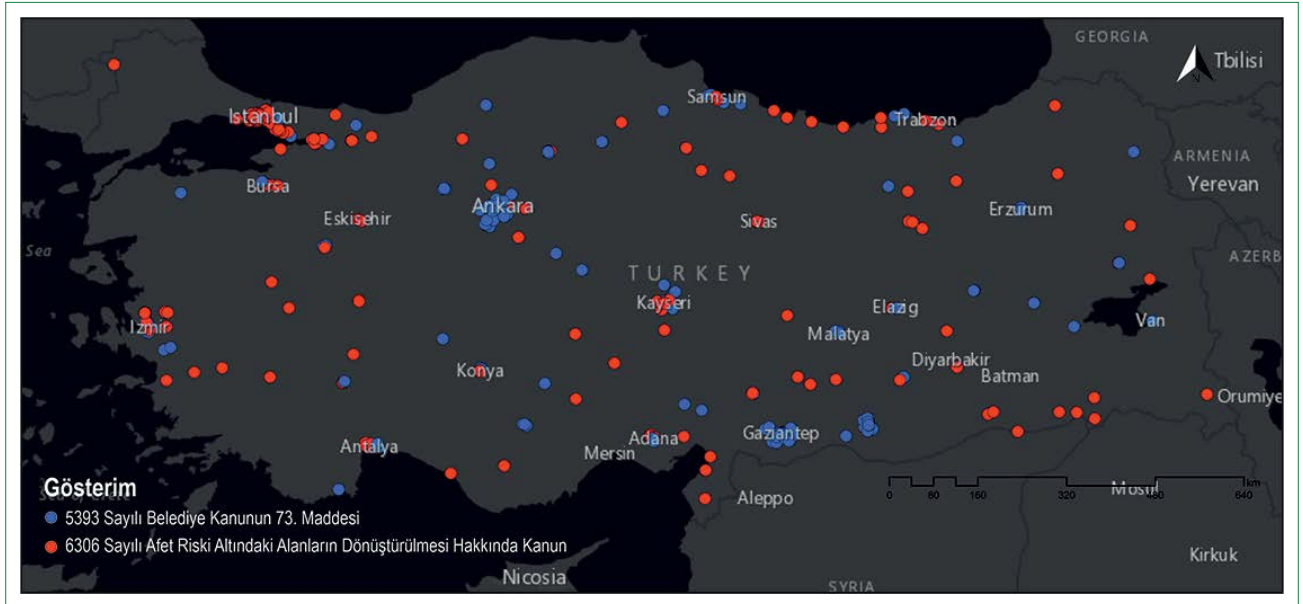 GEORGIA
Tbilisi
N
Samsun
Istanbul
Trabzon
ARMENIA
Yerevan
Bursa
Ankara
Eskisehir
Sivas
Erzurum
Sea
AZERB
TURKEY
Kayseri
Elazig
Izmir
Malatya
Van
Diyarbakir
Konya
Batman
Orumiye
Gaziantep
Adana
Antalya
Mersin
Gösterim
Aleppo
Mosul
0 80 160 320 480 640
km
5393 Sayılı Belediye Kanunun 73. Maddesi
6306 Sayılı Afet Riski Altındaki Alanların Dönüştürülmesi Hakkında Kanun
Kirkuk
Nicosia
SYRIA